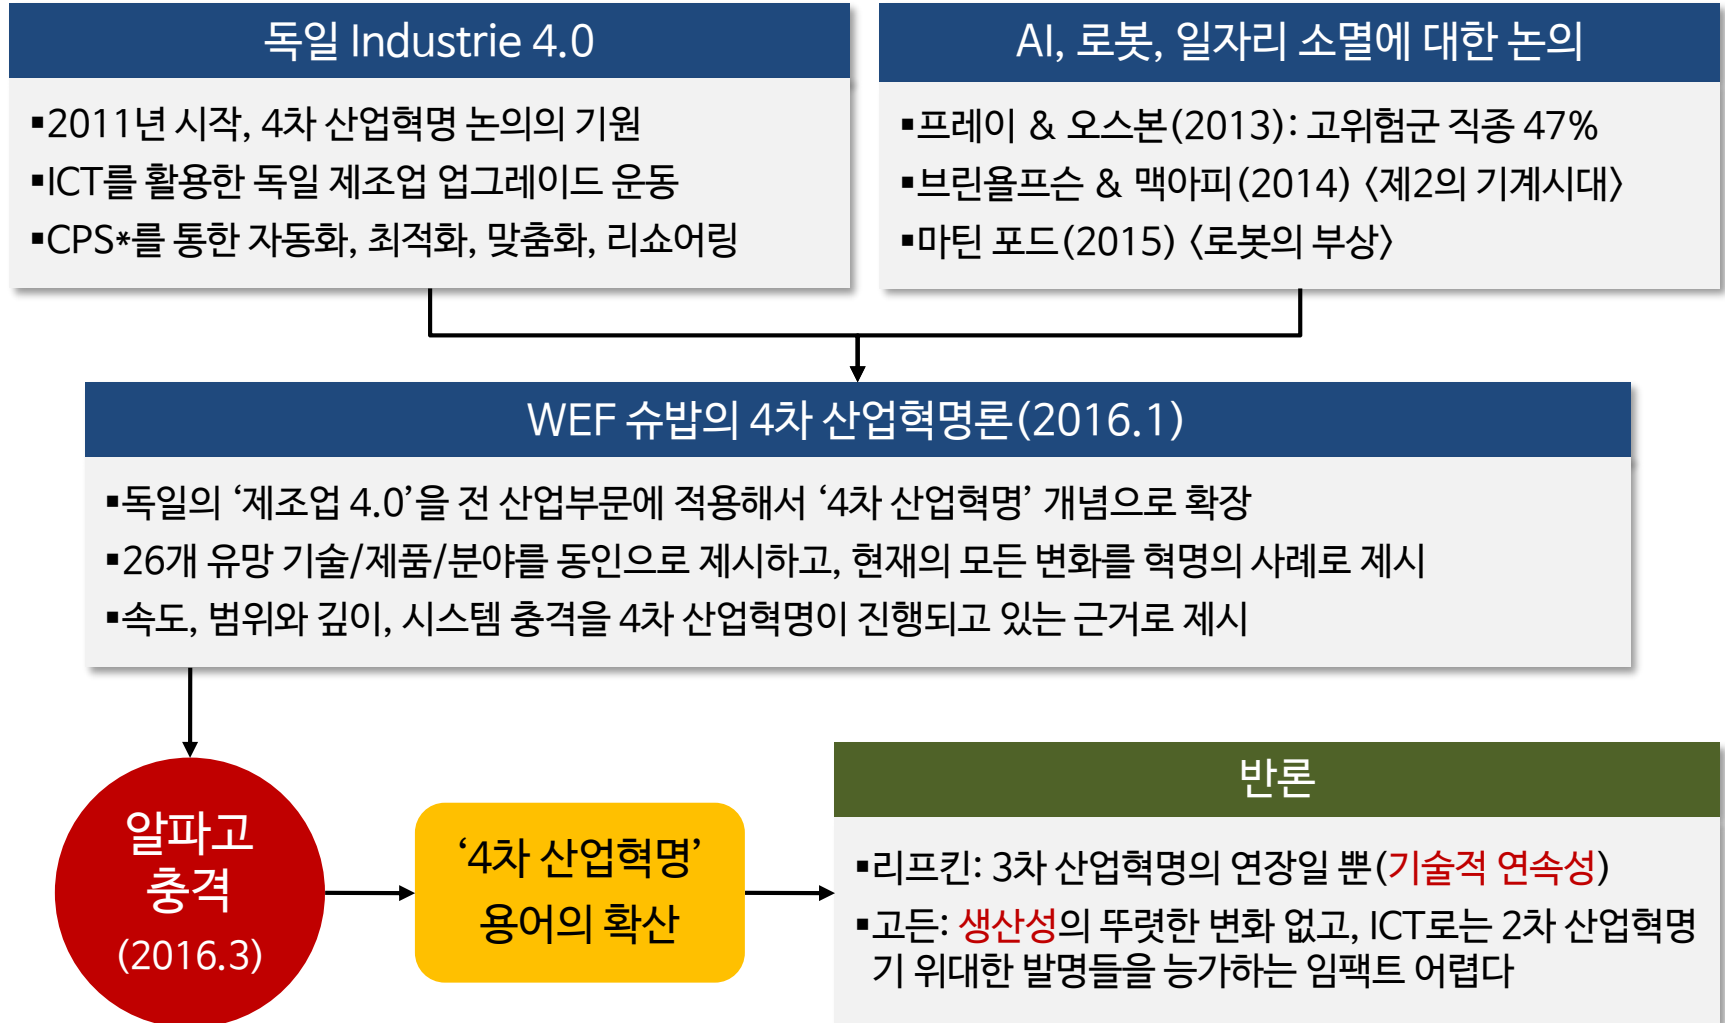 독일 Industrie 4.0
▪2011년 시작, 4차 산업혁명 논의의 기원
▪ICT를 활용한 독일 제조업 업그레이드 운동
▪CPS*를 통한 자동화, 최적화, 맞춤화, 리쇼어링
AI, 로봇, 일자리 소멸에 대한 논의
▪프레이 & 오스본(2013): 고위험군 직종 47%
▪브린욜프슨 & 맥아피(2014) 〈제2의 기계시대〉
▪마틴 포드(2015) 〈로봇의 부상〉
WEF 슈밥의 4차 산업혁명론(2016.1)
▪독일의 ‘제조업 4.0’을 전 산업부문에 적용해서 ‘4차 산업혁명’ 개념으로 확장
▪26개 유망 기술/제품/분야를 동인으로 제시하고, 현재의 모든 변화를 혁명의 사례로 제시
▪속도, 범위와 깊이, 시스템 충격을 4차 산업혁명이 진행되고 있는 근거로 제시
알파고
충격
(2016.3)
‘4차 산업혁명’
용어의 확산
반론
▪리프킨: 3차 산업혁명의 연장일 뿐(기술적 연속성)
▪고든: 생산성의 뚜렷한 변화 없고, ICT로는 2차 산업혁명
기 위대한 발명들을 능가하는 임팩트 어렵다